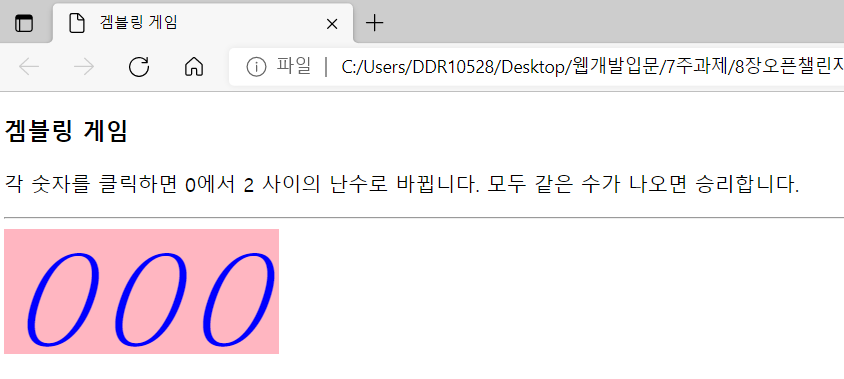 겜블링 게임
파일 | C:/Users/DDR10528/Desktop/웹개발입문/7주과제/8장오픈챌린지
겜블링 게임
각 숫자를 클릭하면 0에서 2 사이의 난수로 바뀝니다. 모두 같은 수가 나오면 승리합니다.
000